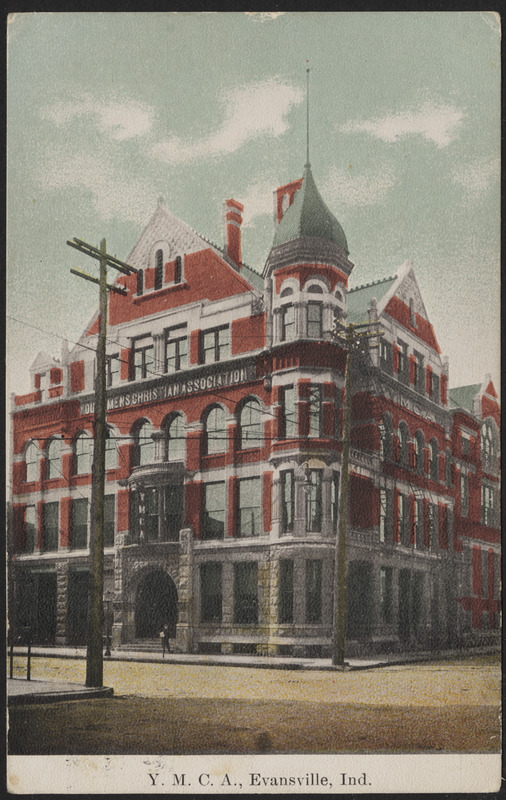 YOUNG MENS CHRISTIAN ASSOCIATION
Y. M. C. A., Evansville, Ind.